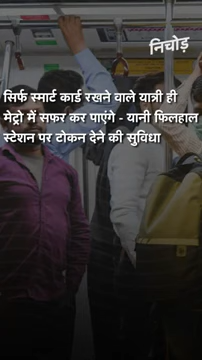 निचोड़
सिर्फ स्मार्ट कार्ड रखने वाले यात्री ही
मेट्रो में सफर कर पाएंगे - यानी फिलहाल
स्टेशन पर टोकन देने की सुविधा